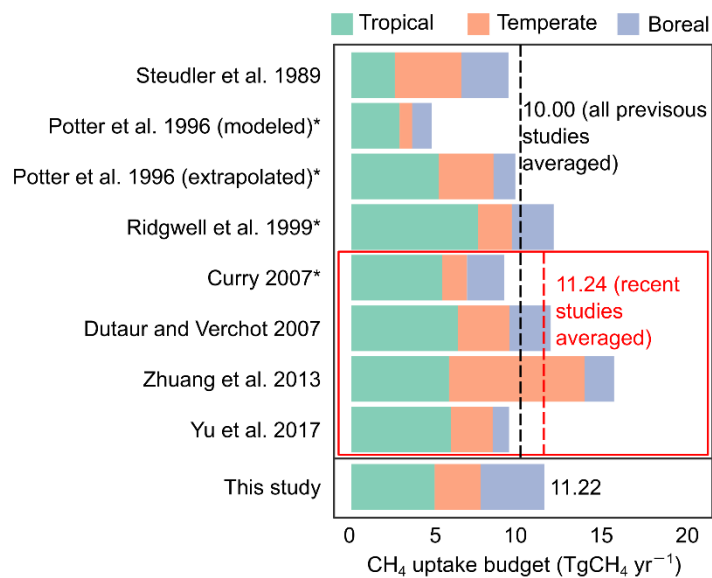 Tropical Temperate Boreal
Steudler et al. 1989
Potter et al. 1996 (modeled)*
Potter et al. 1996 (extrapolated)*
Ridgwell et al. 1999*
Curry 2007*
Dutaur and Verchot 2007
Zhuang et al. 2013
Yu et al. 2017
This study
10.00 (all previsous
studies
averaged)
11.24 (recent
studies
averaged)
11.22
0 5 10 15 20
CH₄ uptake budget (TgCH₄ yr⁻¹)